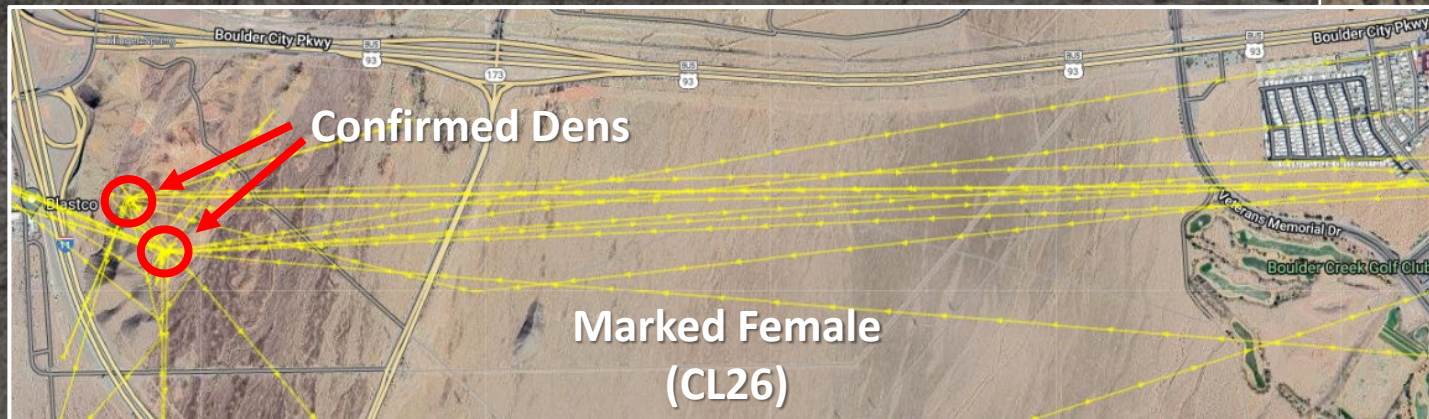 Boulder City Pkwy
BUS
93
173
BUS
93
BUS
93
BUS
93
Boulder City Pkwy
Confirmed Dens
Blastco
11
Veterans Memorial Dr
Boulder Creek Golf Club
Marked Female
(CL26)